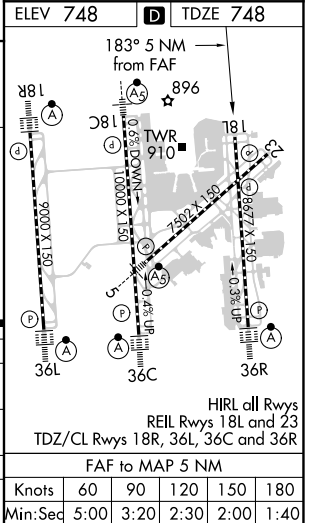 ELEV 748 D TDZE 748
183° 5 NM
from FAF
18R
A
A5
896
18C
TWR
910
18L
23
P
P
P
P
0.6% DOWN
9000 X 150
10000 X 150
7502 X 150
8677 X 150
P
A5
5
0.4% UP
0.3% UP
P
P
P
A
A
A
36L
36C
36R
HIRL all Rwys
REIL Rwys 18L and 23
TDZ/CL Rwys 18R, 36L, 36C and 36R
FAF to MAP 5 NM
Knots 60 90 120 150 180
Min:Sec 5:00 3:20 2:30 2:00 1:40